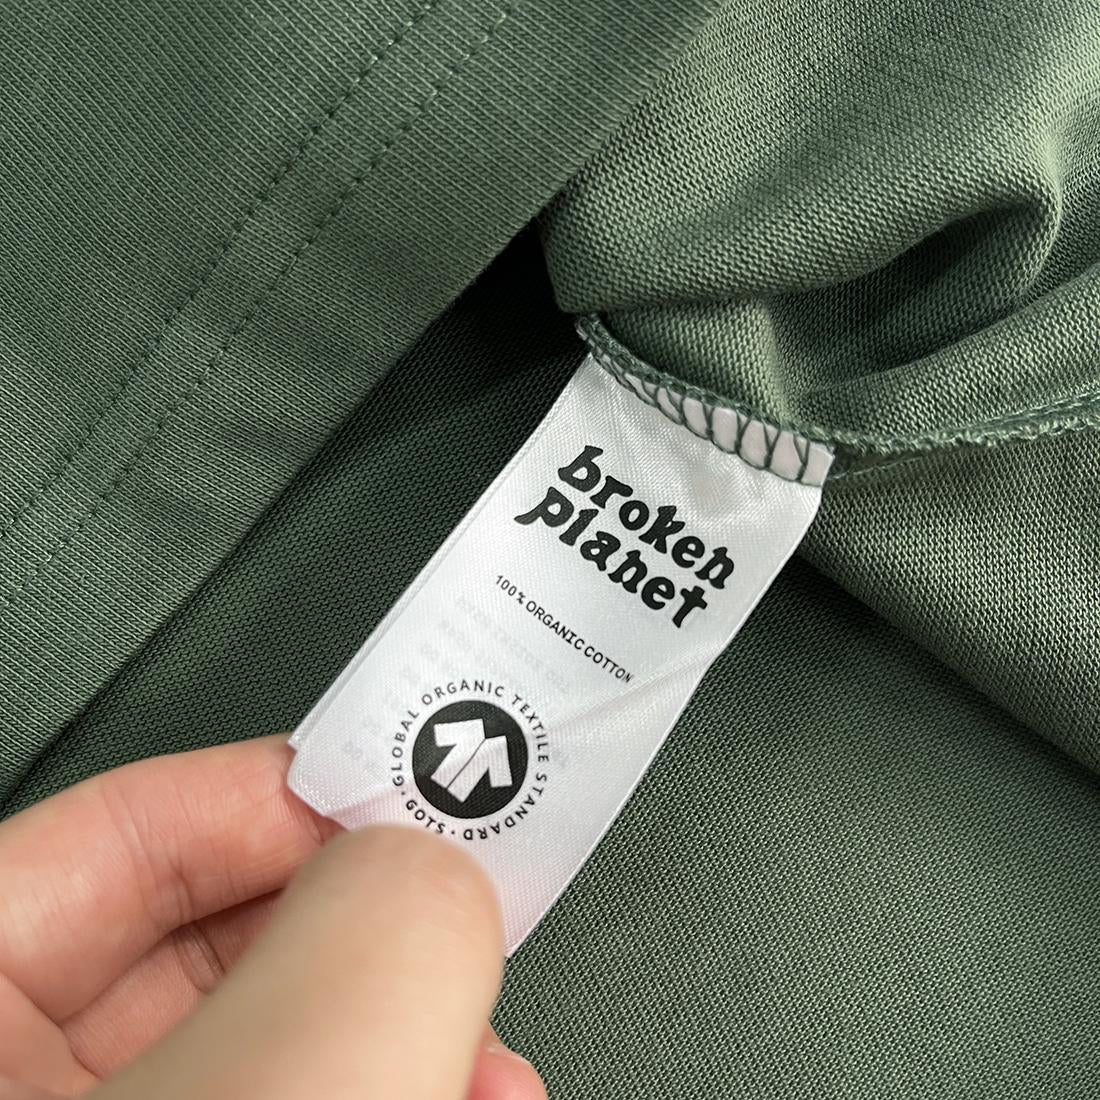 broken
planet
100% ORGANIC COTTON
GLOBAL ORGANIC TEXTILE STANDARD · GOTS ·